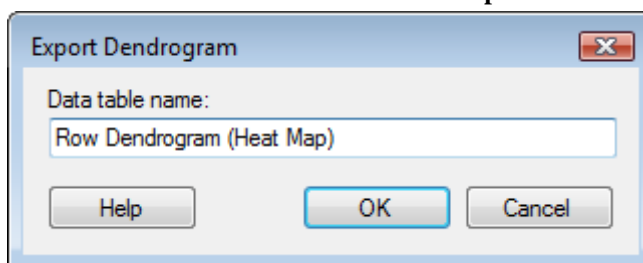 Export Dendrogram
Data table name:
Row Dendrogram (Heat Map)
Help OK Cancel